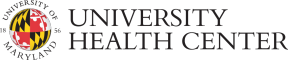 UNIVERSITY OF
18 56
MARYLAND
UNIVERSITY
HEALTH CENTER